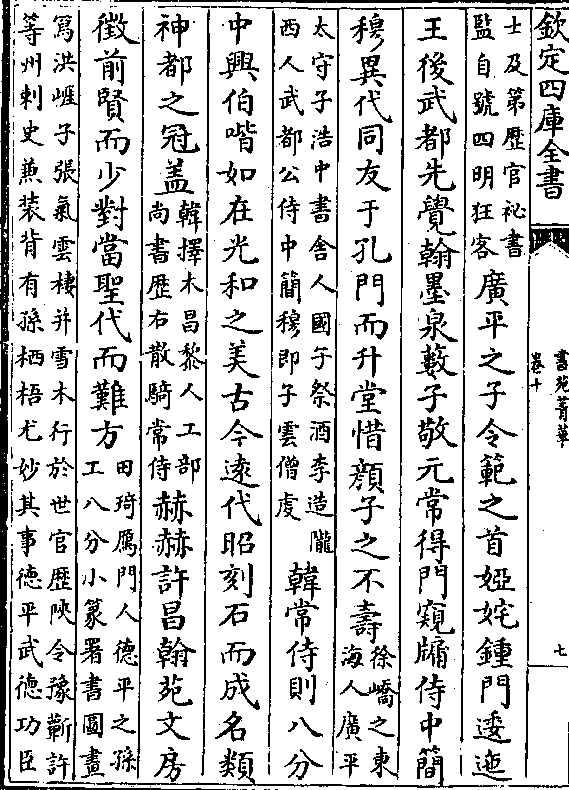 欽定四庫全書
書苑菁華
卷十
七
士及第歷官祕書
監自號四明狂客
廣平之子令範之首婭姹鍾門逶迤
王後武都先覺翰墨泉藪子敬元常得門窺牖侍中簡
穆異代同友于孔門而升堂惜顏子之不壽
徐嶠之東
海人廣平
太守子浩中書舍人國子祭酒李造隴
西人武都公侍中簡穆即子雲僧虔
韓常侍則八分
中興伯喈如在光和之美古今遠代昭刻石而成名類
神都之冠盖
韓擇木昌黎人工部
尚書歷右散騎常侍
赫赫許昌翰苑文房
徵前賢而少對當聖代而難方
田琦鴈門人德平之孫
工八分小篆署書圖畫
寫洪崖子張氣雲棲并雪木行於世官歷陝令豫蘄許
等州刺史兼裝背有孫栖梧尤妙其事德平武德功臣